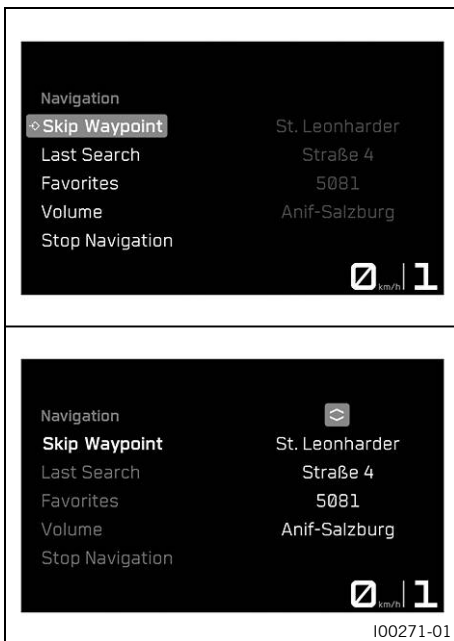 Navigation
Skip Waypoint St. Leonharder
Last Search Straße 4
Favorites 5081
Volume Anif-Salzburg
Stop Navigation
0 km/h 1
Navigation
Skip Waypoint St. Leonharder
Last Search Straße 4
Favorites 5081
Volume Anif-Salzburg
Stop Navigation
0 km/h 1
I00271-01